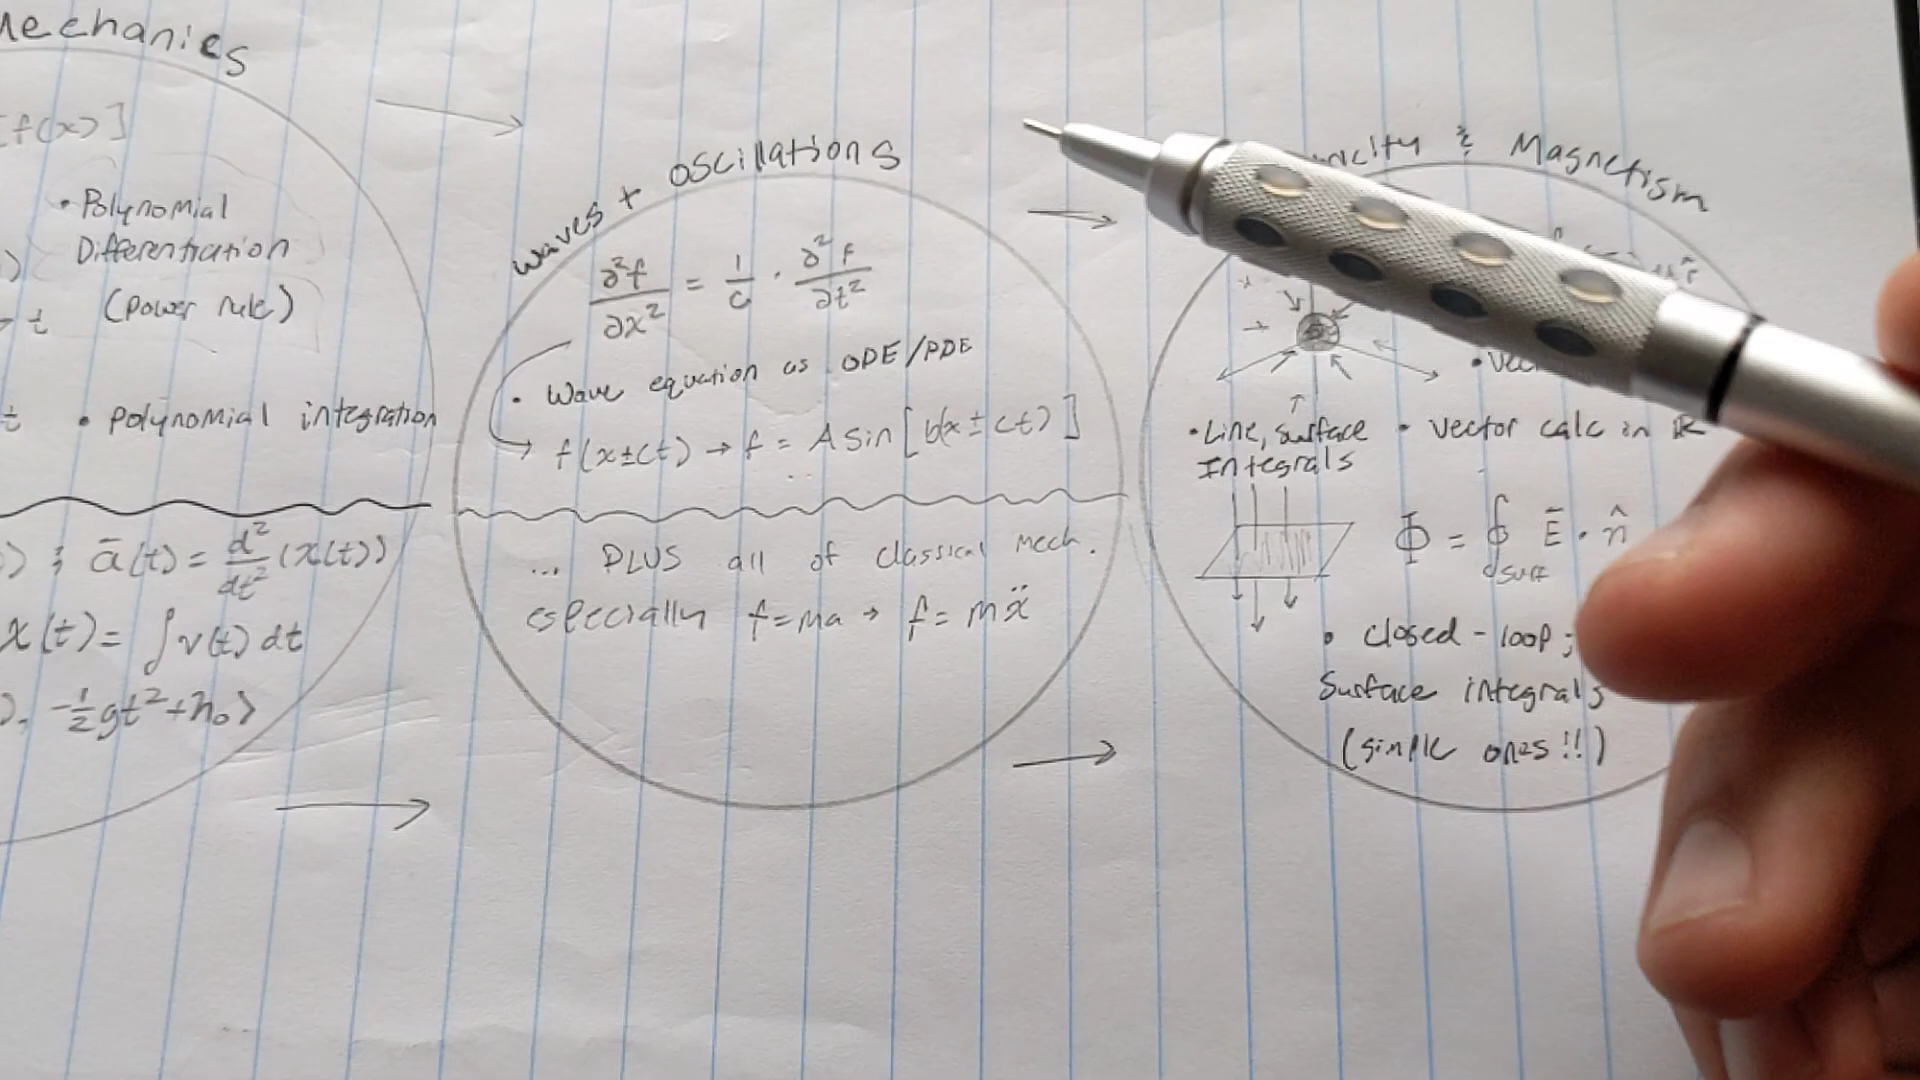 Mechanics
[f(x)]
• Polynomial
Differentiation
(Power rule)
t
t • Polynomial integration
) ; ā(t) = d²/dt² (x(t))
x(t) = ∫v(t) dt
-½gt²+h₀>
Waves + oscillations
∂²f/∂x² = 1/c · ∂²f/∂t²
• Wave equation as ODE/PDE
f(x±ct) → f = A sin[b(x±ct)]
... PLUS all of classical mech.
especially f=ma → f=mẍ
& Magnetism
• Line, surface
Integrals
• vector calc in ℝ
Φ = ∮surf Ē · n̂
• closed-loop;
Surface integrals
(simple ones!!)